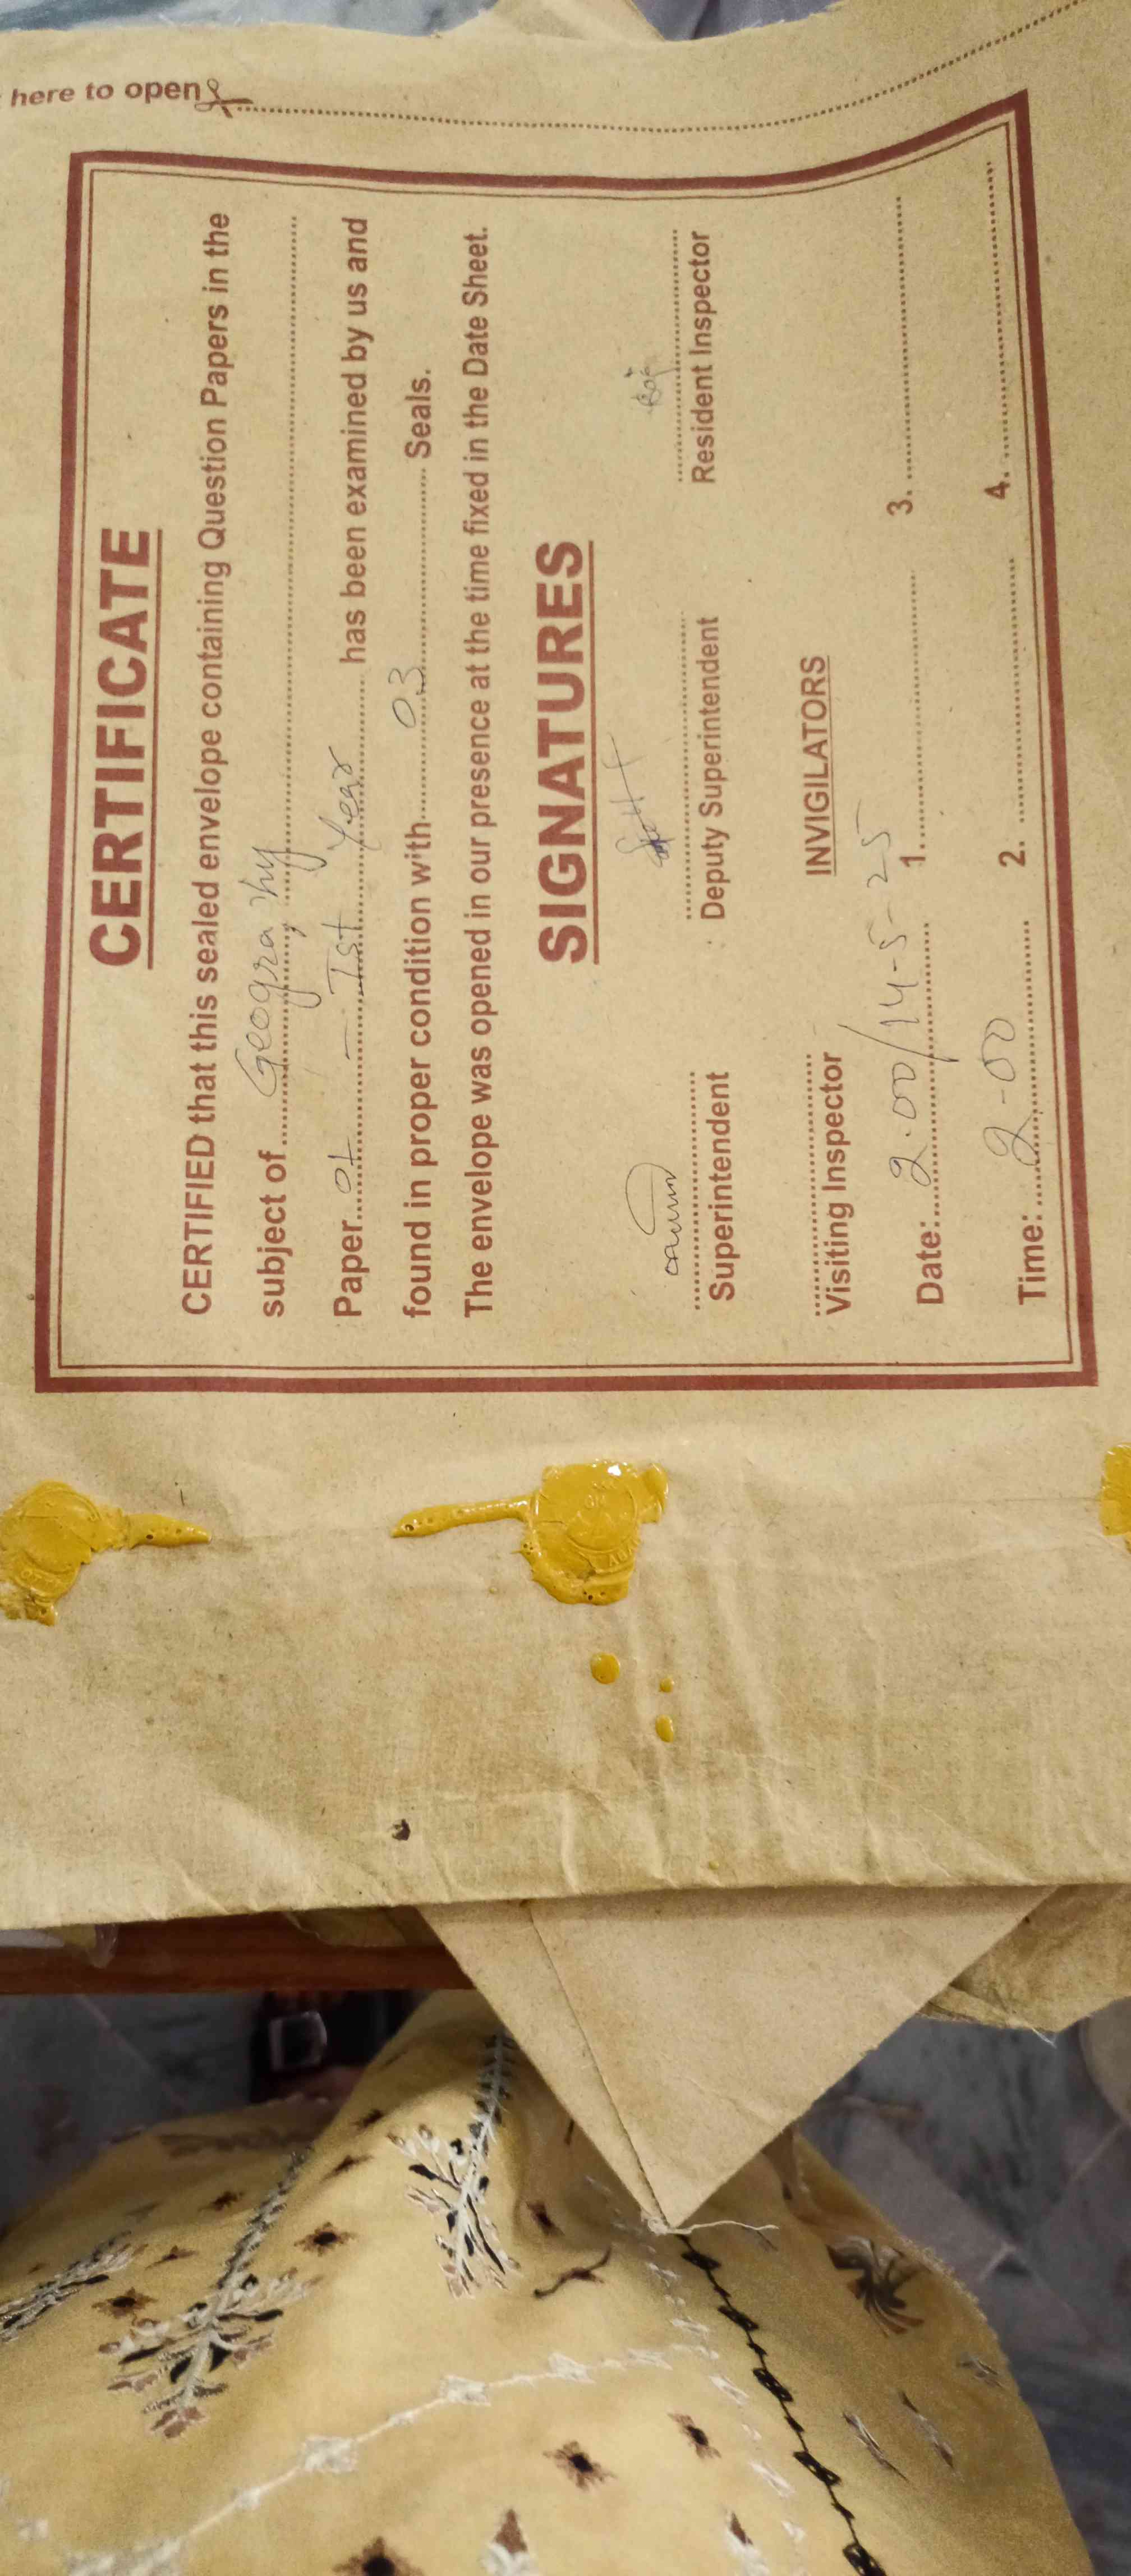 here to open
CERTIFICATE
CERTIFIED that this sealed envelope containing Question Papers in the
subject of Geography
Paper 01 – Ist Year has been examined by us and
found in proper condition with 03 Seals.
The envelope was opened in our presence at the time fixed in the Date Sheet.
SIGNATURES
Superintendent Deputy Superintendent Resident Inspector
Visiting Inspector INVIGILATORS
Date: 2.00/14-5-25 1. 3.
Time: 2-00 2. 4.